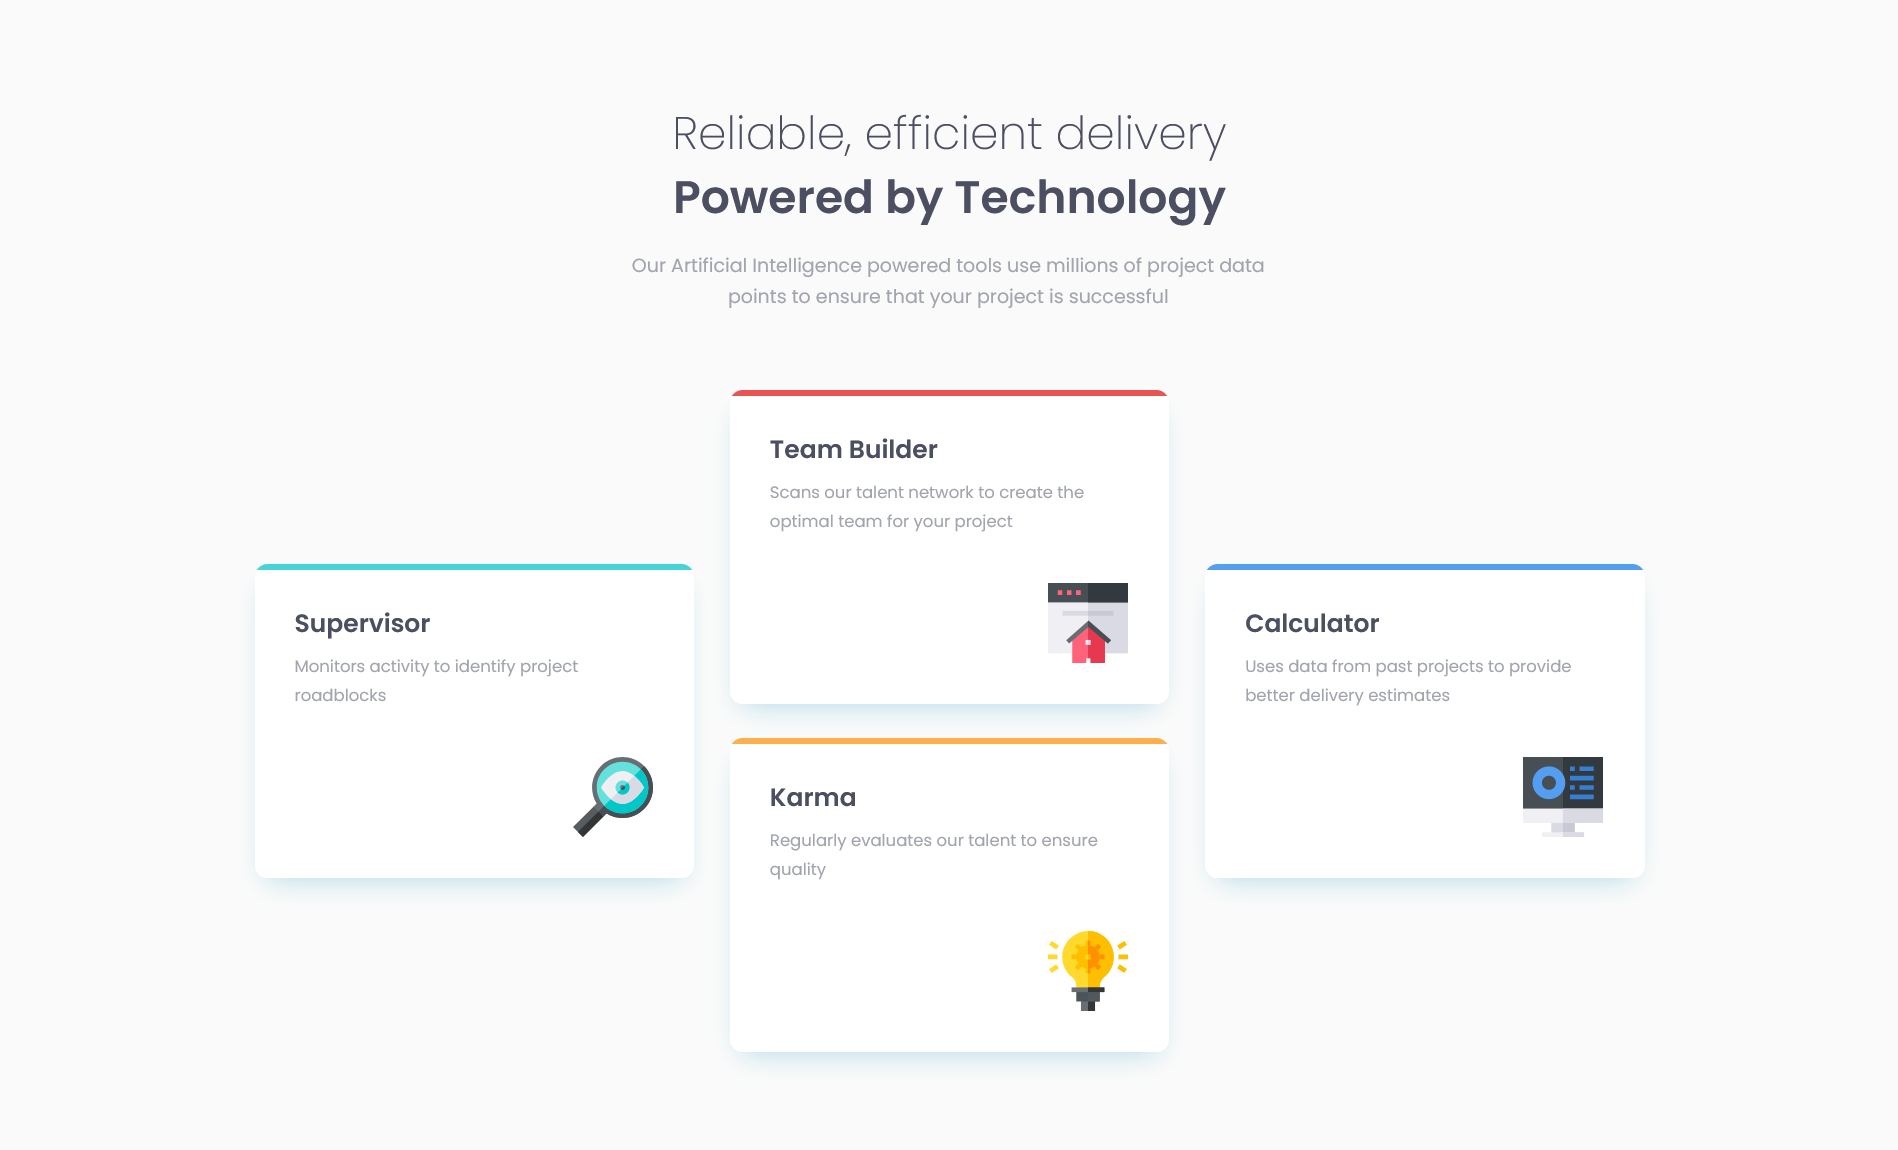 Reliable, efficient delivery
Powered by Technology
Our Artificial Intelligence powered tools use millions of project data
points to ensure that your project is successful
Team Builder
Scans our talent network to create the
optimal team for your project
Supervisor
Monitors activity to identify project
roadblocks
Calculator
Uses data from past projects to provide
better delivery estimates
Karma
Regularly evaluates our talent to ensure
quality